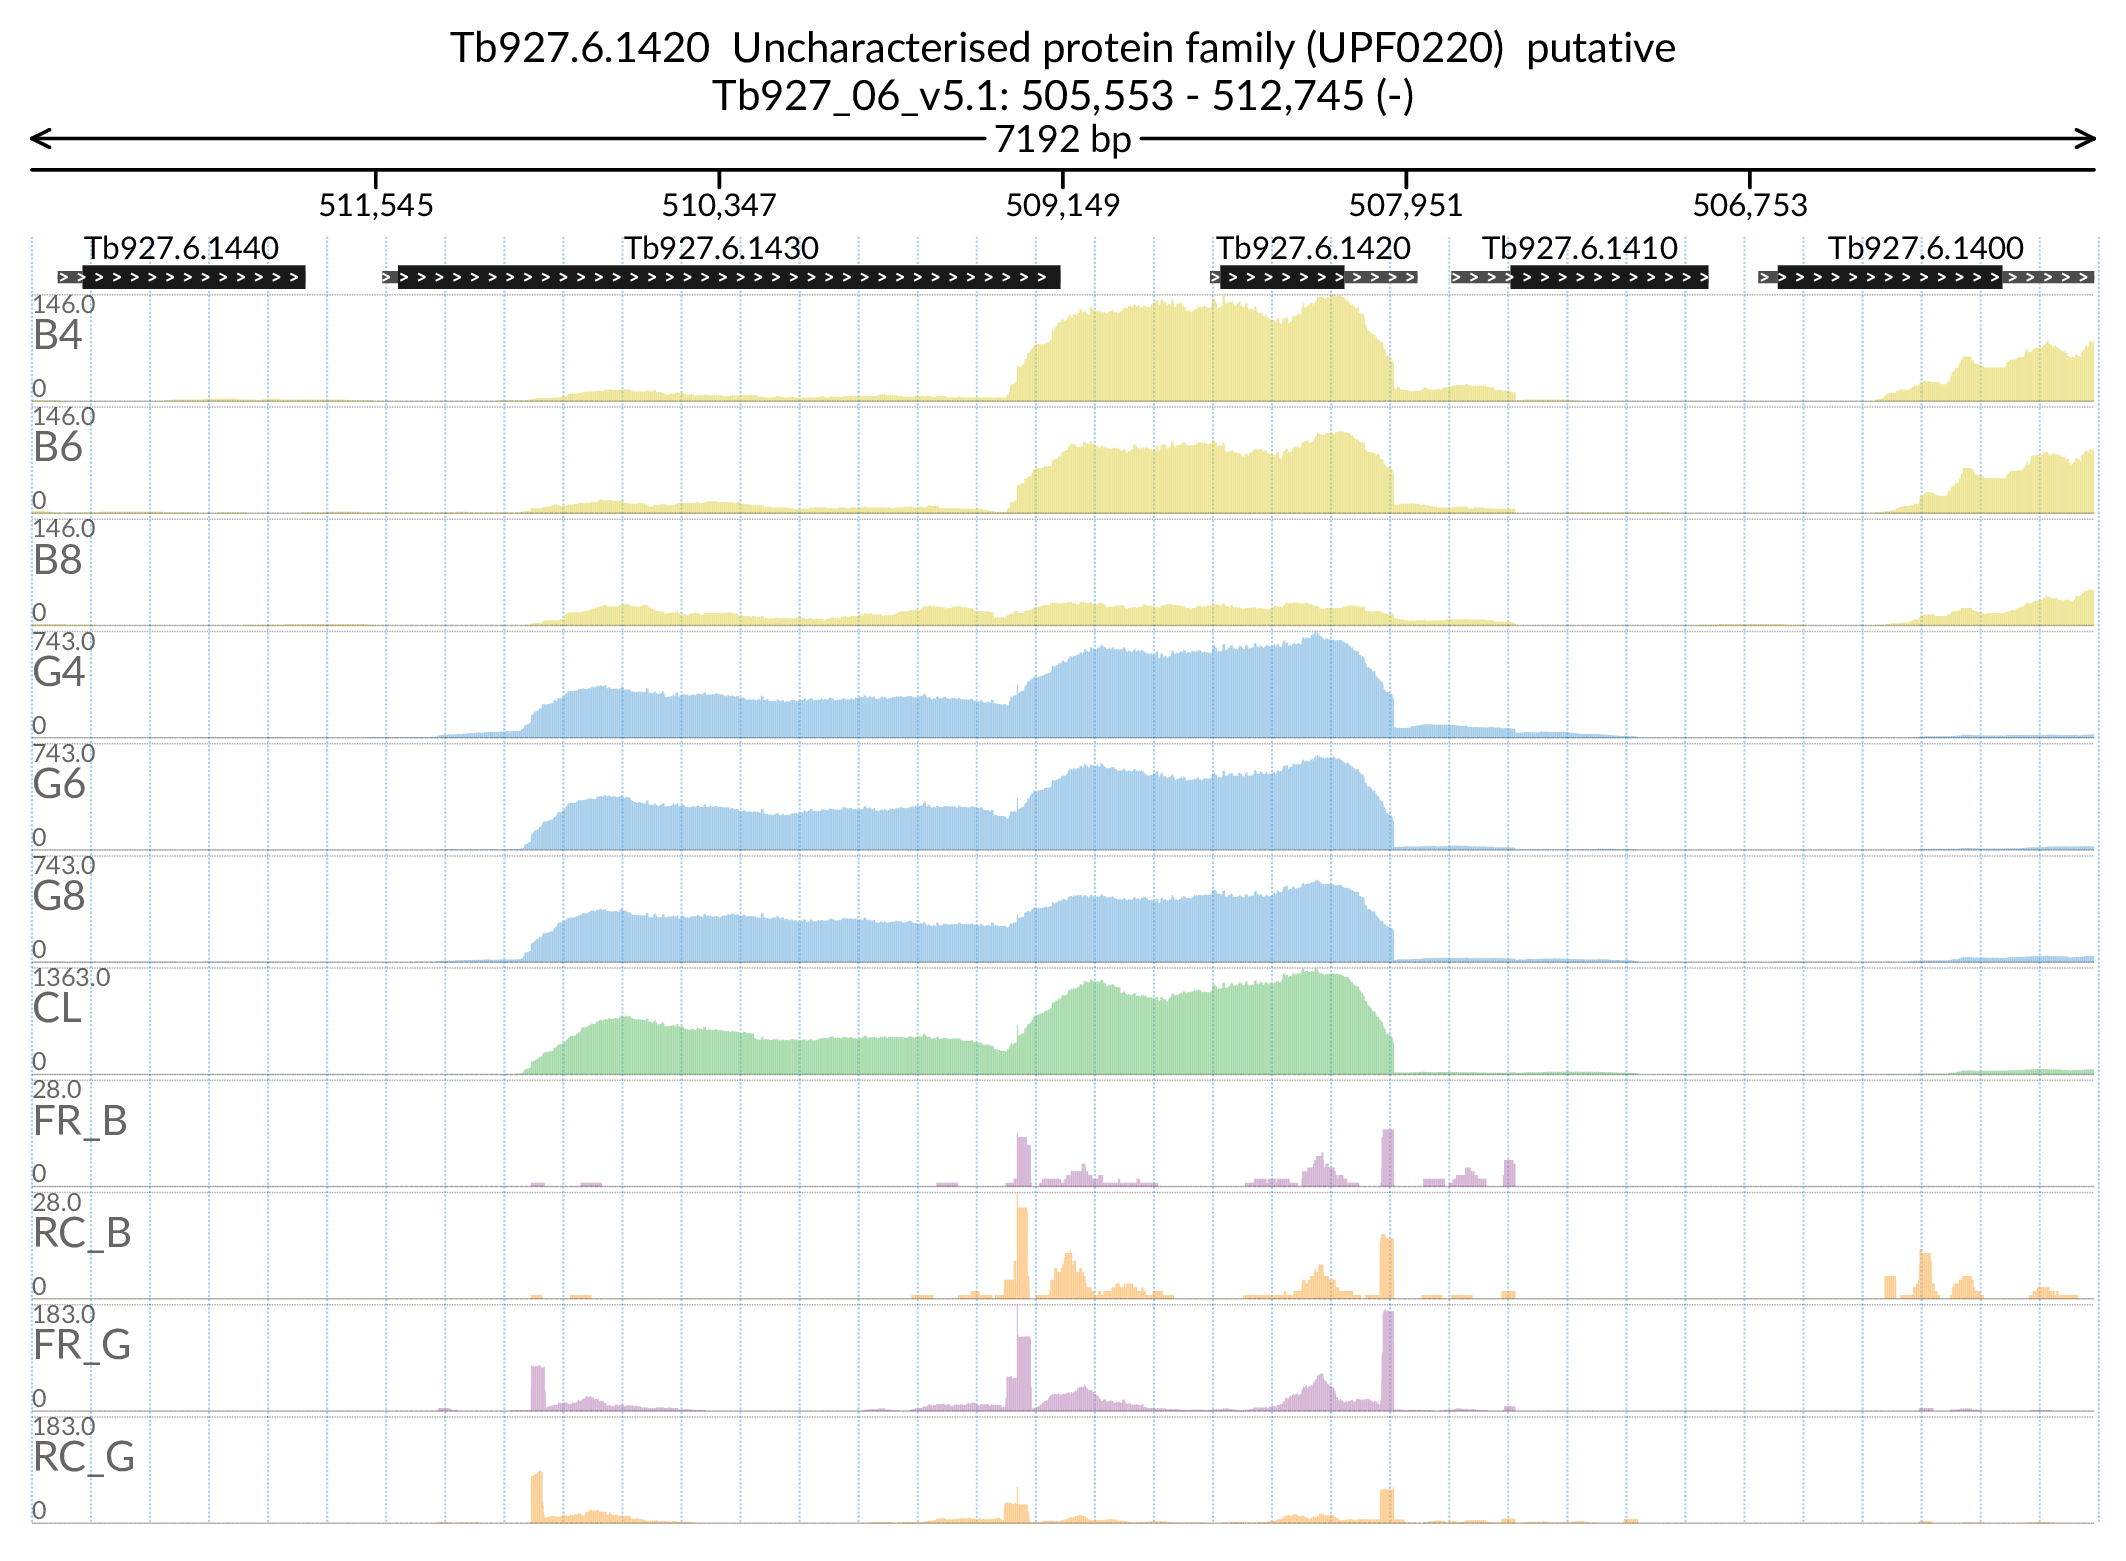 Tb927.6.1420  Uncharacterised protein family (UPF0220)  putative
Tb927_06_v5.1: 505,553 - 512,745 (-)
7192 bp
511,545 510,347 509,149 507,951 506,753
Tb927.6.1440 Tb927.6.1430 Tb927.6.1420 Tb927.6.1410 Tb927.6.1400
146.0
B4
0
146.0
B6
0
146.0
B8
0
743.0
G4
0
743.0
G6
0
743.0
G8
0
1363.0
CL
0
28.0
FR_B
0
28.0
RC_B
0
183.0
FR_G
0
183.0
RC_G
0